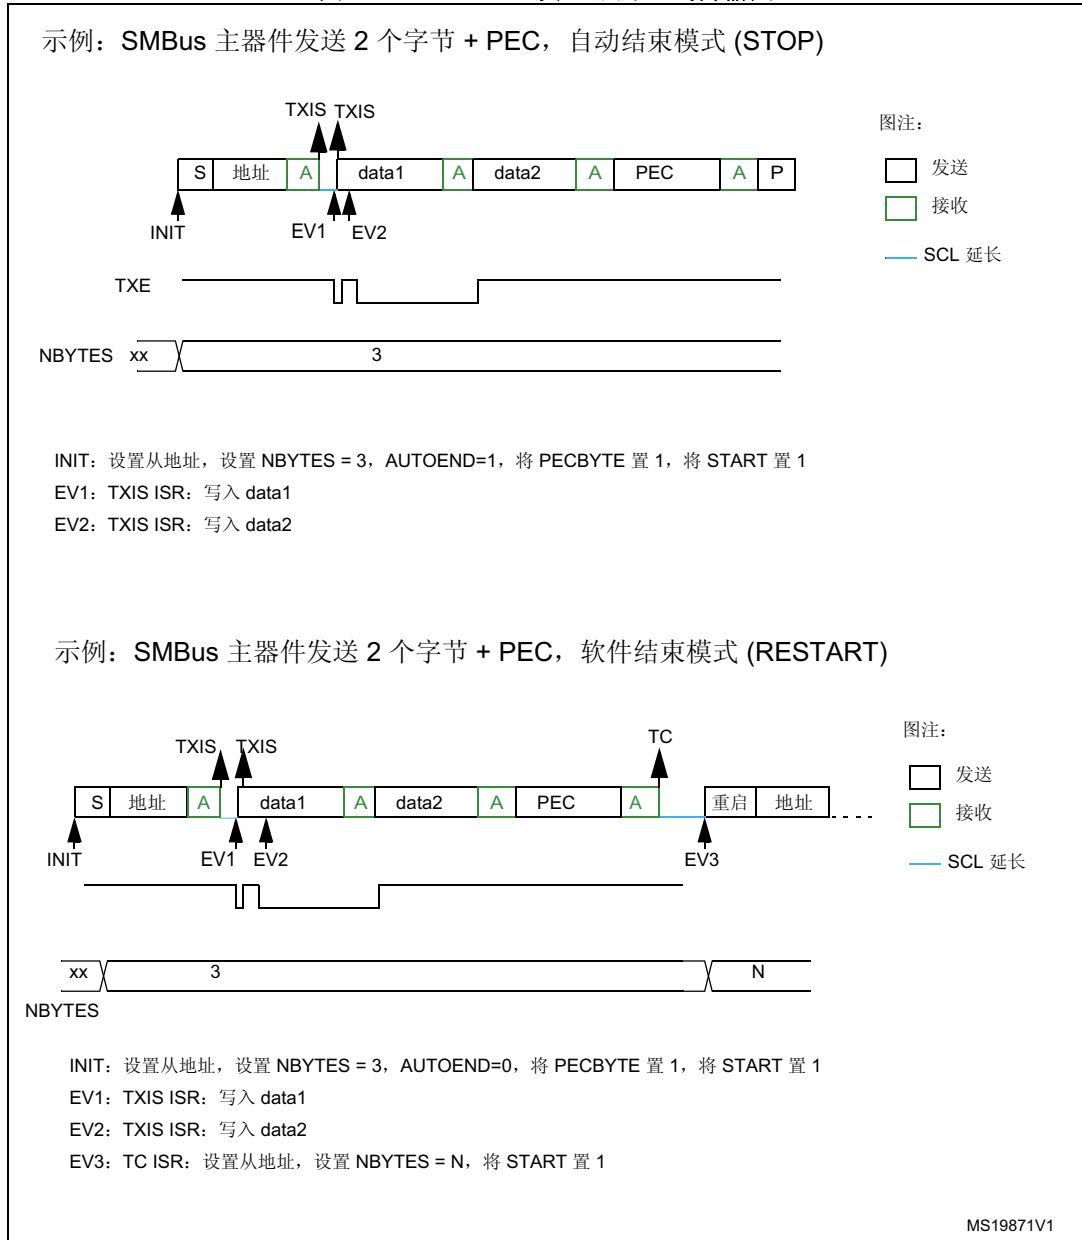 示例：SMBus 主器件发送 2 个字节 + PEC，自动结束模式 (STOP)
TXIS TXIS
图注：
S 地址 A data1 A data2 A PEC A P
发送
接收
INIT EV1 EV2
SCL 延长
TXE
NBYTES xx 3
INIT：设置从地址，设置 NBYTES = 3，AUTOEND=1，将 PECBYTE 置 1，将 START 置 1
EV1：TXIS ISR：写入 data1
EV2：TXIS ISR：写入 data2
示例：SMBus 主器件发送 2 个字节 + PEC，软件结束模式 (RESTART)
TXIS TXIS TC
图注：
S 地址 A data1 A data2 A PEC A 重启 地址
发送
接收
INIT EV1 EV2 EV3
SCL 延长
xx 3 N
NBYTES
INIT：设置从地址，设置 NBYTES = 3，AUTOEND=0，将 PECBYTE 置 1，将 START 置 1
EV1：TXIS ISR：写入 data1
EV2：TXIS ISR：写入 data2
EV3：TC ISR：设置从地址，设置 NBYTES = N，将 START 置 1
MS19871V1